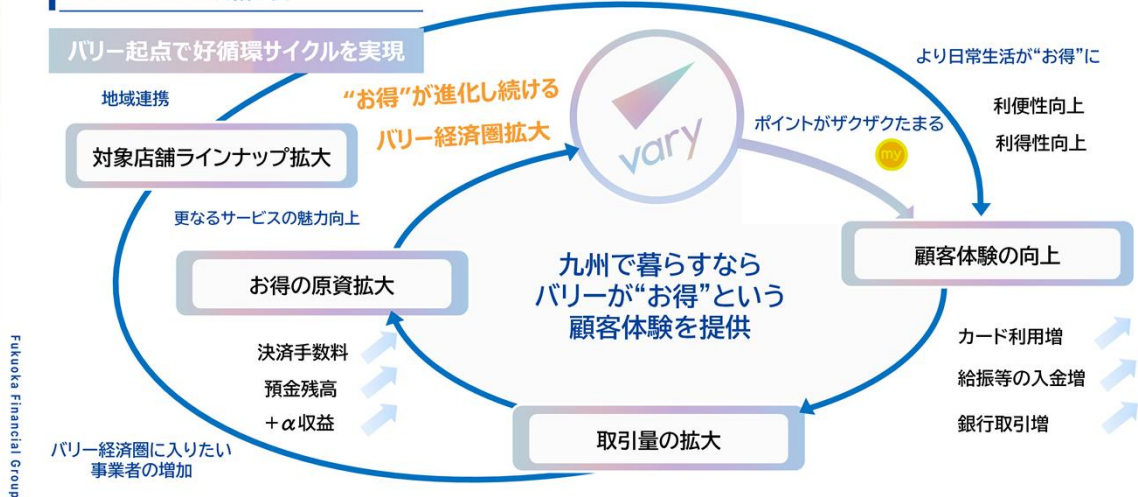 バリー起点で好循環サイクルを実現
地域連携
対象店舗ラインナップ拡大
“お得”が進化し続ける
バリー経済圏拡大
vary
ポイントがザクザクたまる
my
より日常生活が“お得”に
利便性向上
利得性向上
顧客体験の向上
更なるサービスの魅力向上
お得の原資拡大
九州で暮らすなら
バリーが“お得”という
顧客体験を提供
決済手数料
預金残高
+α収益
カード利用増
給振等の入金増
銀行取引増
取引量の拡大
バリー経済圏に入りたい
事業者の増加
Fukuoka Financial Group